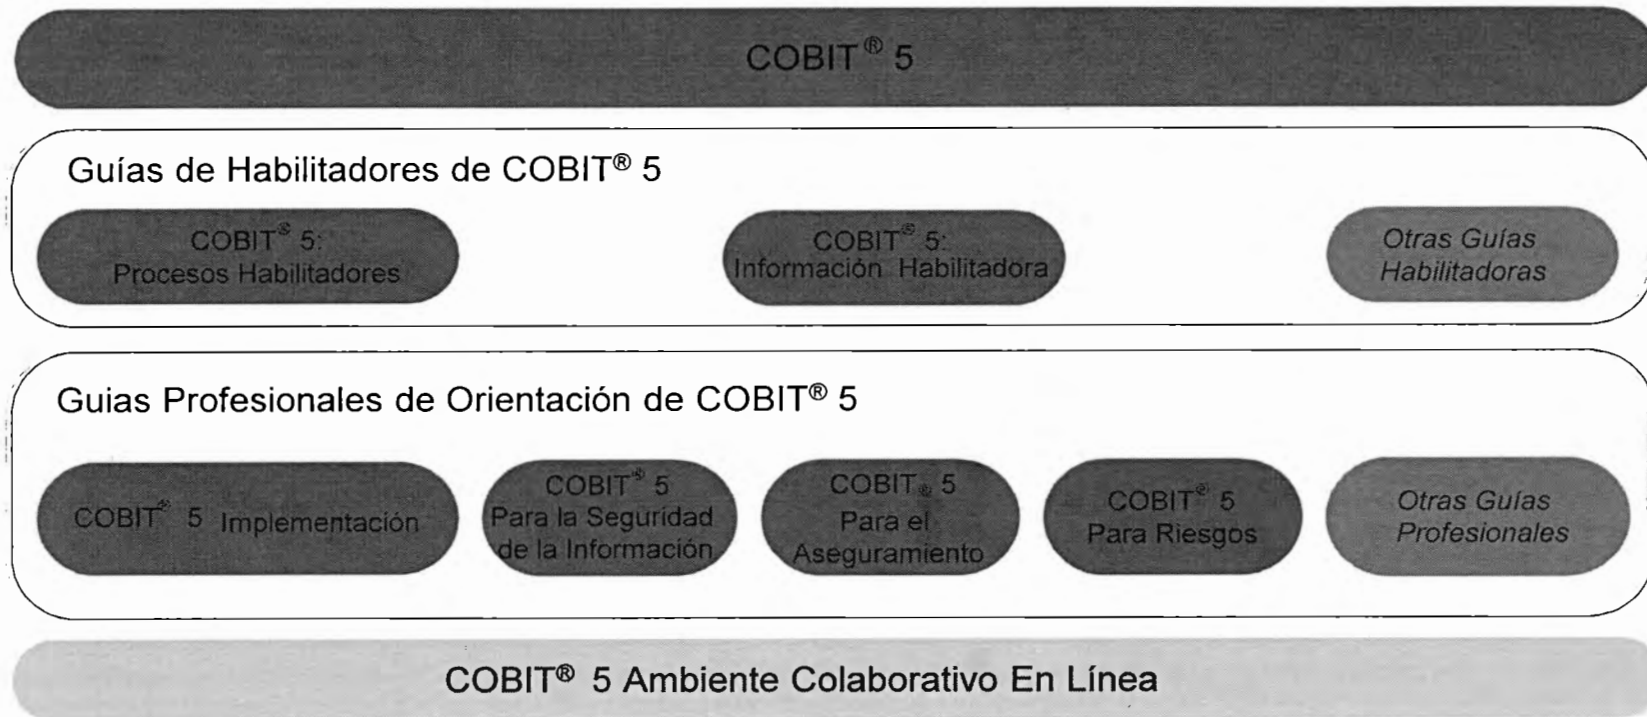 COBIT® 5
Guías de Habilitadores de COBIT® 5
COBIT® 5:
Procesos Habilitadores
COBIT® 5:
Información Habilitadora
Otras Guías
Habilitadoras
Guias Profesionales de Orientación de COBIT® 5
COBIT® 5 Implementación
COBIT® 5
Para la Seguridad
de la Información
COBIT® 5
Para el
Aseguramiento
COBIT® 5
Para Riesgos
Otras Guías
Profesionales
COBIT® 5 Ambiente Colaborativo En Línea